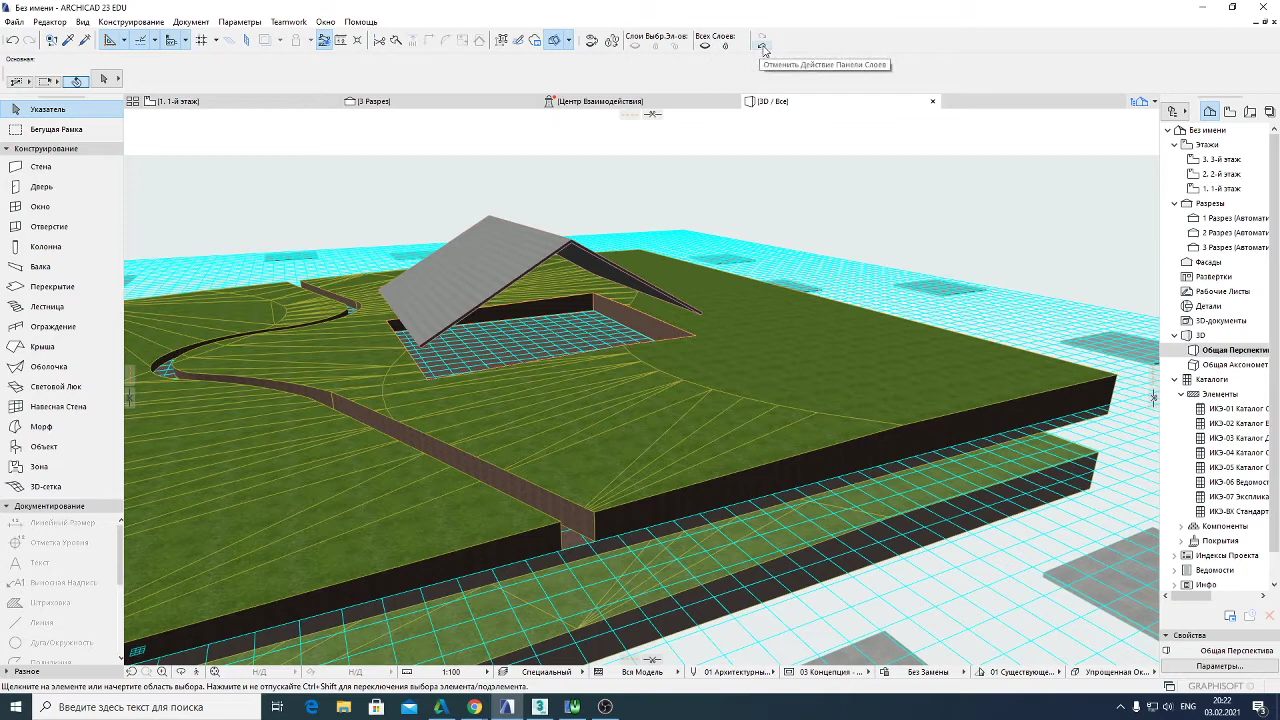 Без имени - ARCHICAD 23 EDU
Файл Редактор Вид Конструирование Документ Параметры Teamwork Окно Помощь
Слои Выбр.Эл-ов: Всех Слоев:
Основная:
Отменить Действие Панели Слоев
[1. 1-й этаж] [3 Разрез] [Центр Взаимодействия] [3D / Все]
Указатель
Бегущая Рамка
Конструирование
Стена
Дверь
Окно
Отверстие
Колонна
Балка
Перекрытие
Лестница
Ограждение
Крыша
Оболочка
Световой Люк
Навесная Стена
Морф
Объект
Зона
3D-сетка
Документирование
Линейный Размер
Отметка Уровня
Текст
Выносная Надпись
Штриховка
Линия
Дуга/Окружность
Разное
Без имени
Этажи
3. 3-й этаж
2. 2-й этаж
1. 1-й этаж
Разрезы
1 Разрез (Автомати
2 Разрез (Автомати
3 Разрез (Автомати
Фасады
Развертки
Рабочие Листы
Детали
3D-документы
3D
Общая Перспекти
Общая Аксономет
Каталоги
Элементы
ИКЭ-01 Каталог С
ИКЭ-02 Каталог Е
ИКЭ-03 Каталог Д
ИКЭ-04 Каталог О
ИКЭ-05 Каталог С
ИКЭ-06 Ведомост
ИКЭ-07 Экспликa
ИКЭ-ВХ Стандарт
Компоненты
Покрытия
Индексы Проекта
Ведомости
Инфо
Свойства
Общая Перспектива
Параметры...
Н/Д Н/Д 1:100 Специальный Вся Модель 01 Архитектурны... 03 Концепция - ... Без Замены 01 Существующе... Упрощенная Ок...
Щелкните на элементе или начертите область выбора. Нажмите и не отпускайте Ctrl+Shift для переключения выбора элемента/подэлемента.
GRAPHISOFT
Введите здесь текст для поиска
20:22
РУС
03.02.2021